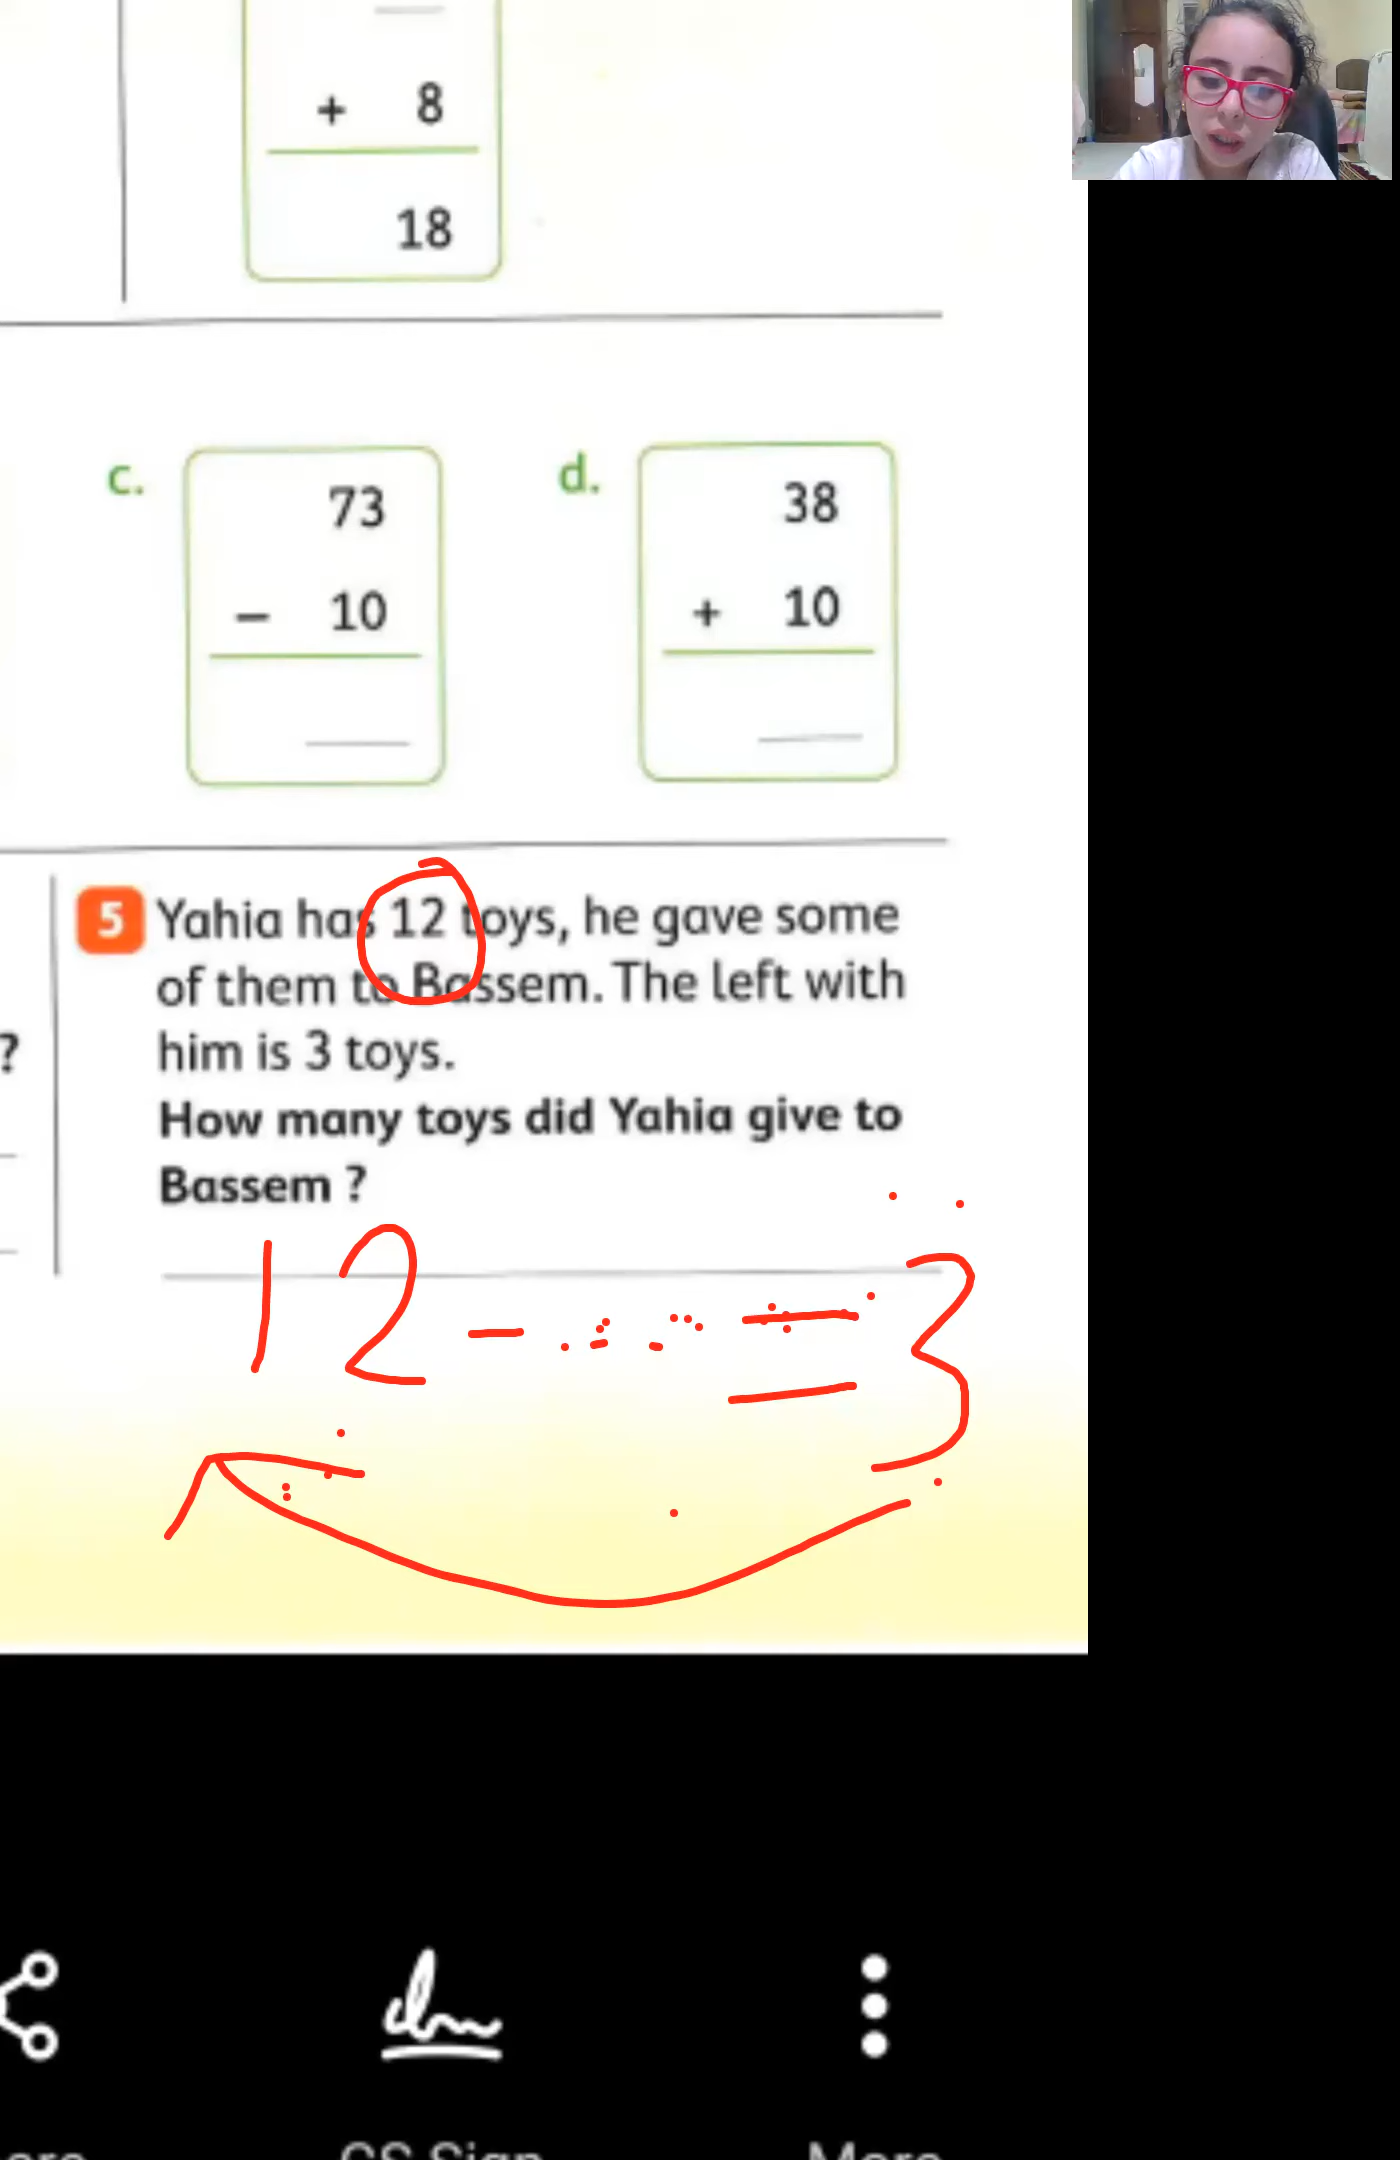 + 8
18
c.
73
− 10
d.
38
+ 10
5 Yahia has 12 toys, he gave some
of them to Bassem. The left with
him is 3 toys.
?
How many toys did Yahia give to
Bassem ?
12 - ..... = 3